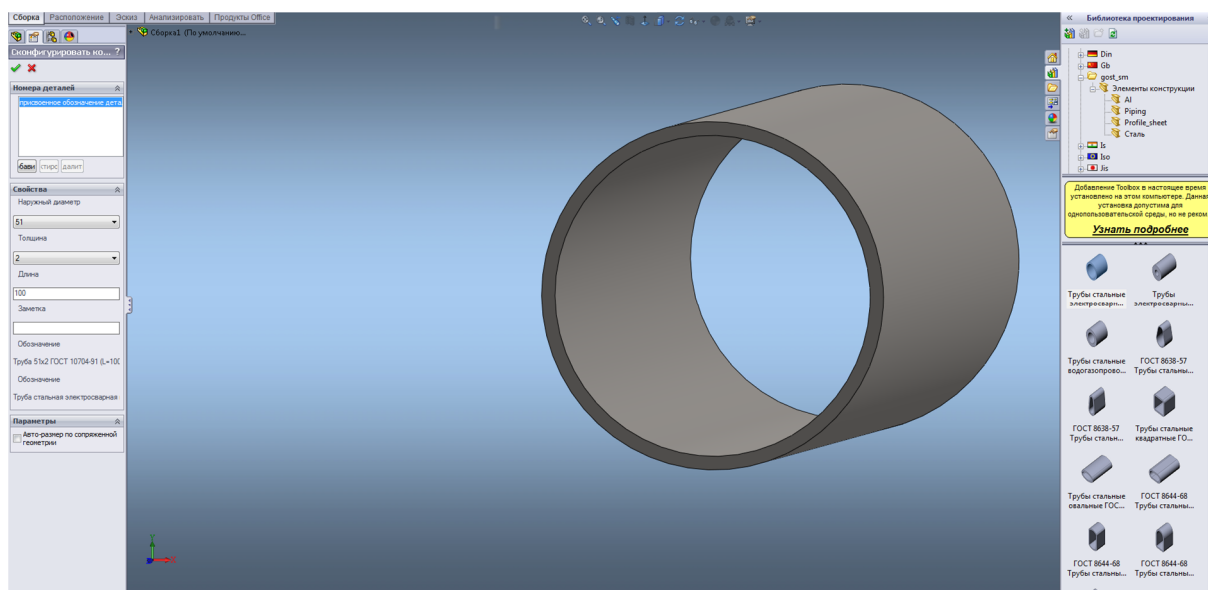 Сборка Расположение Эскиз Анализировать Продукты Office
Сборка1 (По умолчанию...
Сконфигурировать ко... ?
Номера деталей
присвоенное обозначение дета
Свойства
Наружный диаметр
51
Толщина
2
Длина
100
Заметка
Обозначение
Труба 51x2 ГОСТ 10704-91 (L=100
Обозначение
Труба стальная электросварная
Параметры
Авто-размер по сопряженной
геометрии
Y
Библиотека проектирования
Din
Gb
gost_sm
Элементы конструкции
Al
Piping
Profile_sheet
Сталь
Is
Iso
Jis
Добавление Toolbox в настоящее время
установлено на этом компьютере. Данная
установка допустима для
однопользовательской среды, но не реком
Узнать подробнее
Трубы стальные
электросварн...
Трубы
электросварны...
Трубы стальные
водогазопрово...
ГОСТ 8638-57
Трубы стальны...
ГОСТ 8638-57
Трубы стальн...
Трубы стальные
квадратные ГО...
Трубы стальные
овальные ГОС...
ГОСТ 8644-68
Трубы стальны...
ГОСТ 8644-68
Трубы стальны...
ГОСТ 8644-68
Трубы стальны...